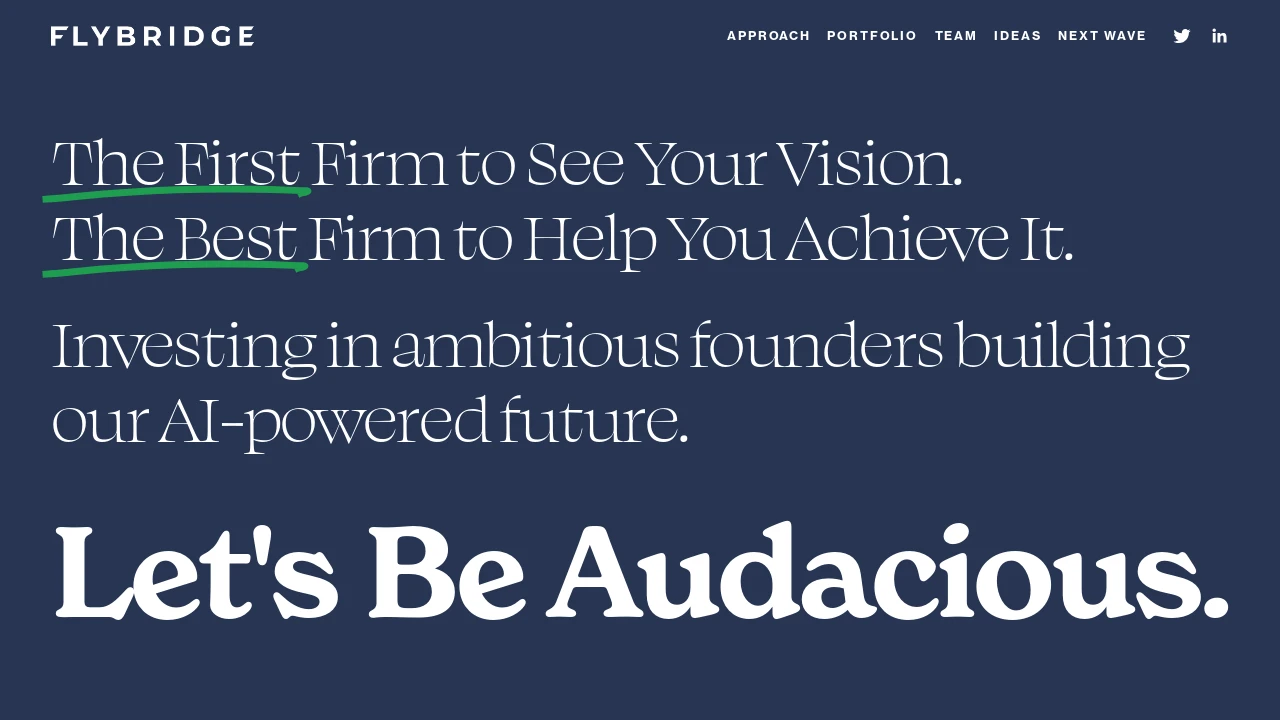 FLYBRIDGE
APPROACH PORTFOLIO TEAM IDEAS NEXT WAVE
The First Firm to See Your Vision.
The Best Firm to Help You Achieve It.
Investing in ambitious founders building
our AI-powered future.
Let's Be Audacious.